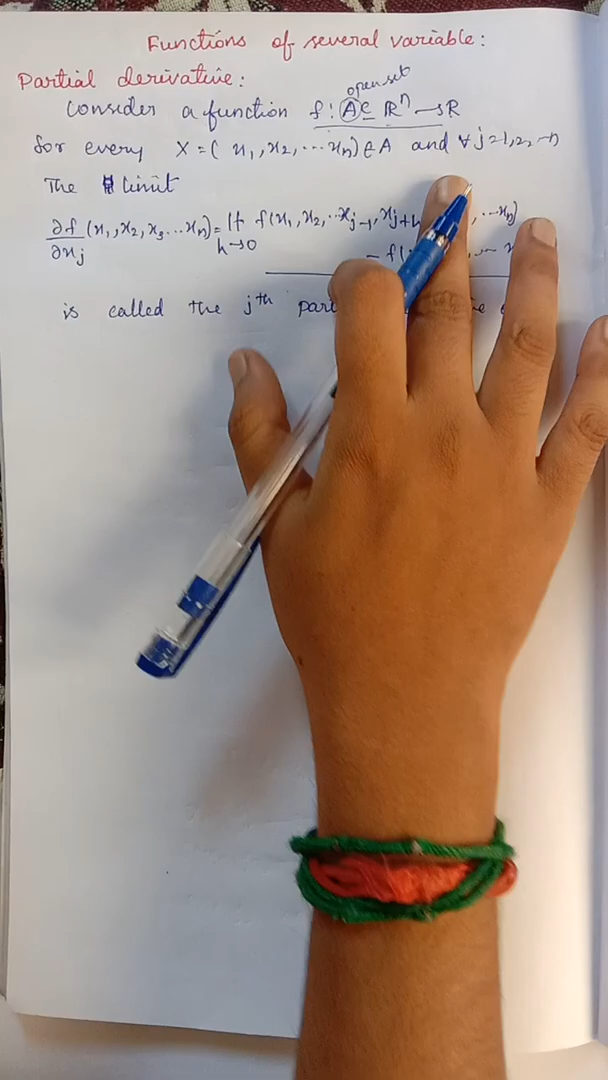 Functions of several variable:
Partial derivative:
open set
Consider a function f: A ⊆ ℝⁿ → R
for every X = ( x₁, x₂, ... xₙ) ∈ A and ∀ j=1,2, - n
The limit
∂f/∂xⱼ (x₁, x₂, x₃ ... xₙ) = lt h→0 f(x₁, x₂, .. xⱼ₋₁, xⱼ+h , ... xₙ)
- f(
is called the jᵗʰ